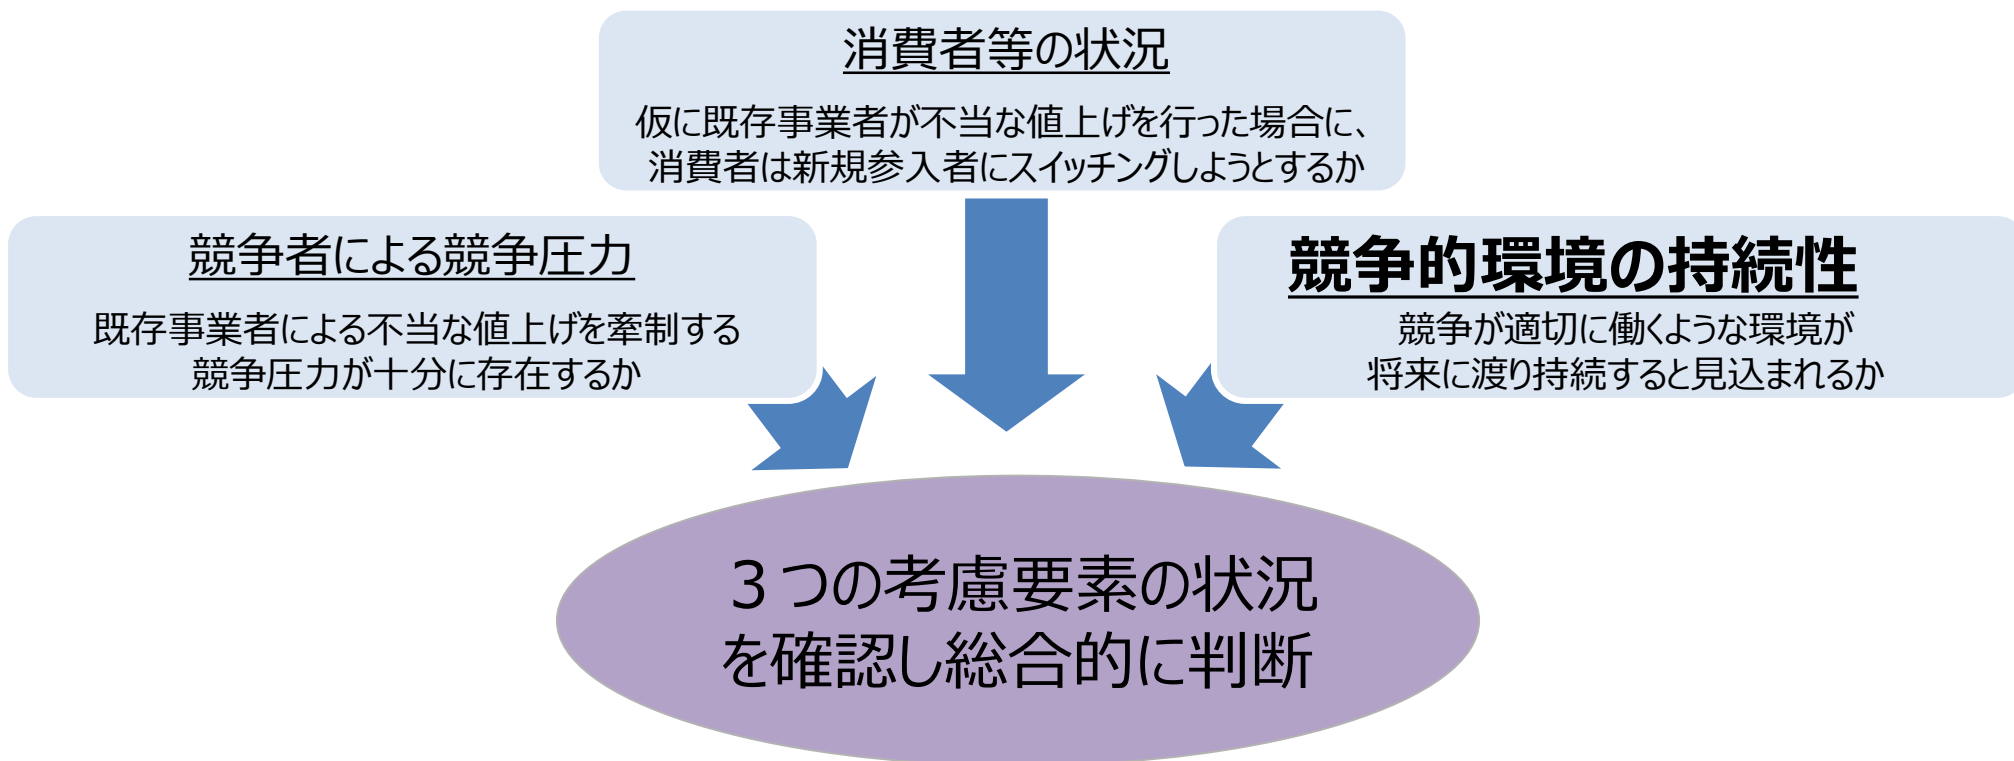 消費者等の状況
仮に既存事業者が不当な値上げを行った場合に、
消費者は新規参入者にスイッチングしようとするか
競争者による競争圧力
既存事業者による不当な値上げを牽制する
競争圧力が十分に存在するか
競争的環境の持続性
競争が適切に働くような環境が
将来に渡り持続すると見込まれるか
３つの考慮要素の状況
を確認し総合的に判断